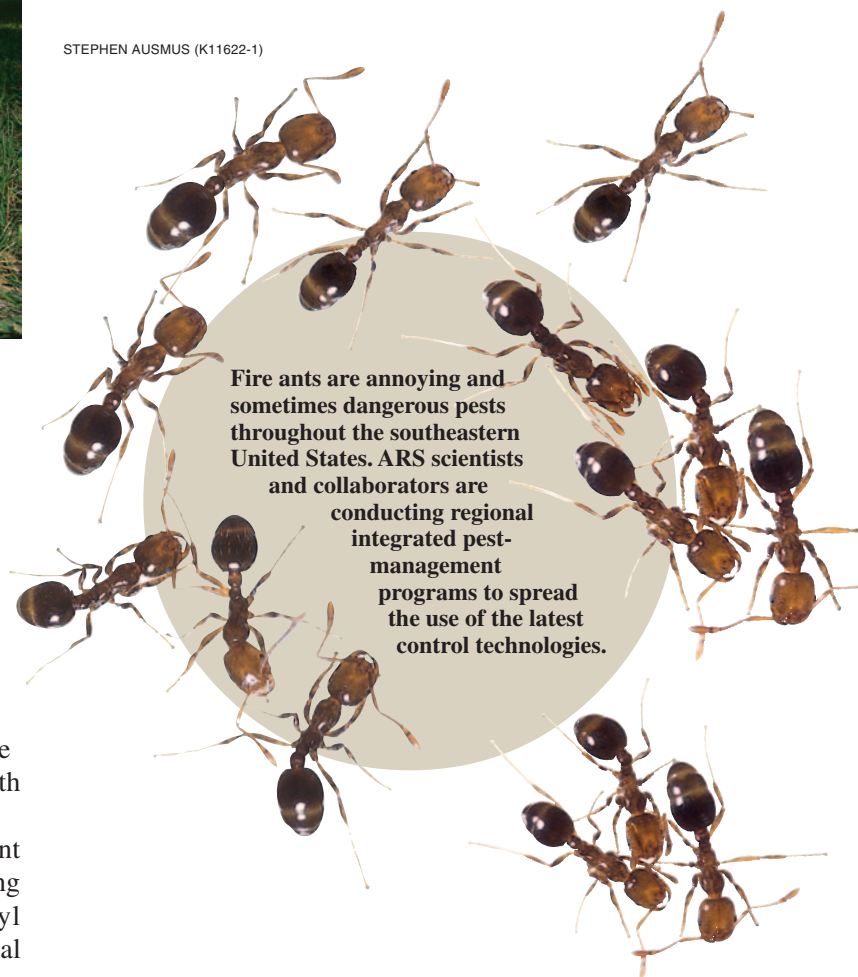 STEPHEN AUSMUS (K11622-1)
Fire ants are annoying and
sometimes dangerous pests
throughout the southeastern
United States. ARS scientists
and collaborators are
conducting regional
integrated pest-
management
programs to spread
the use of the latest
control technologies.